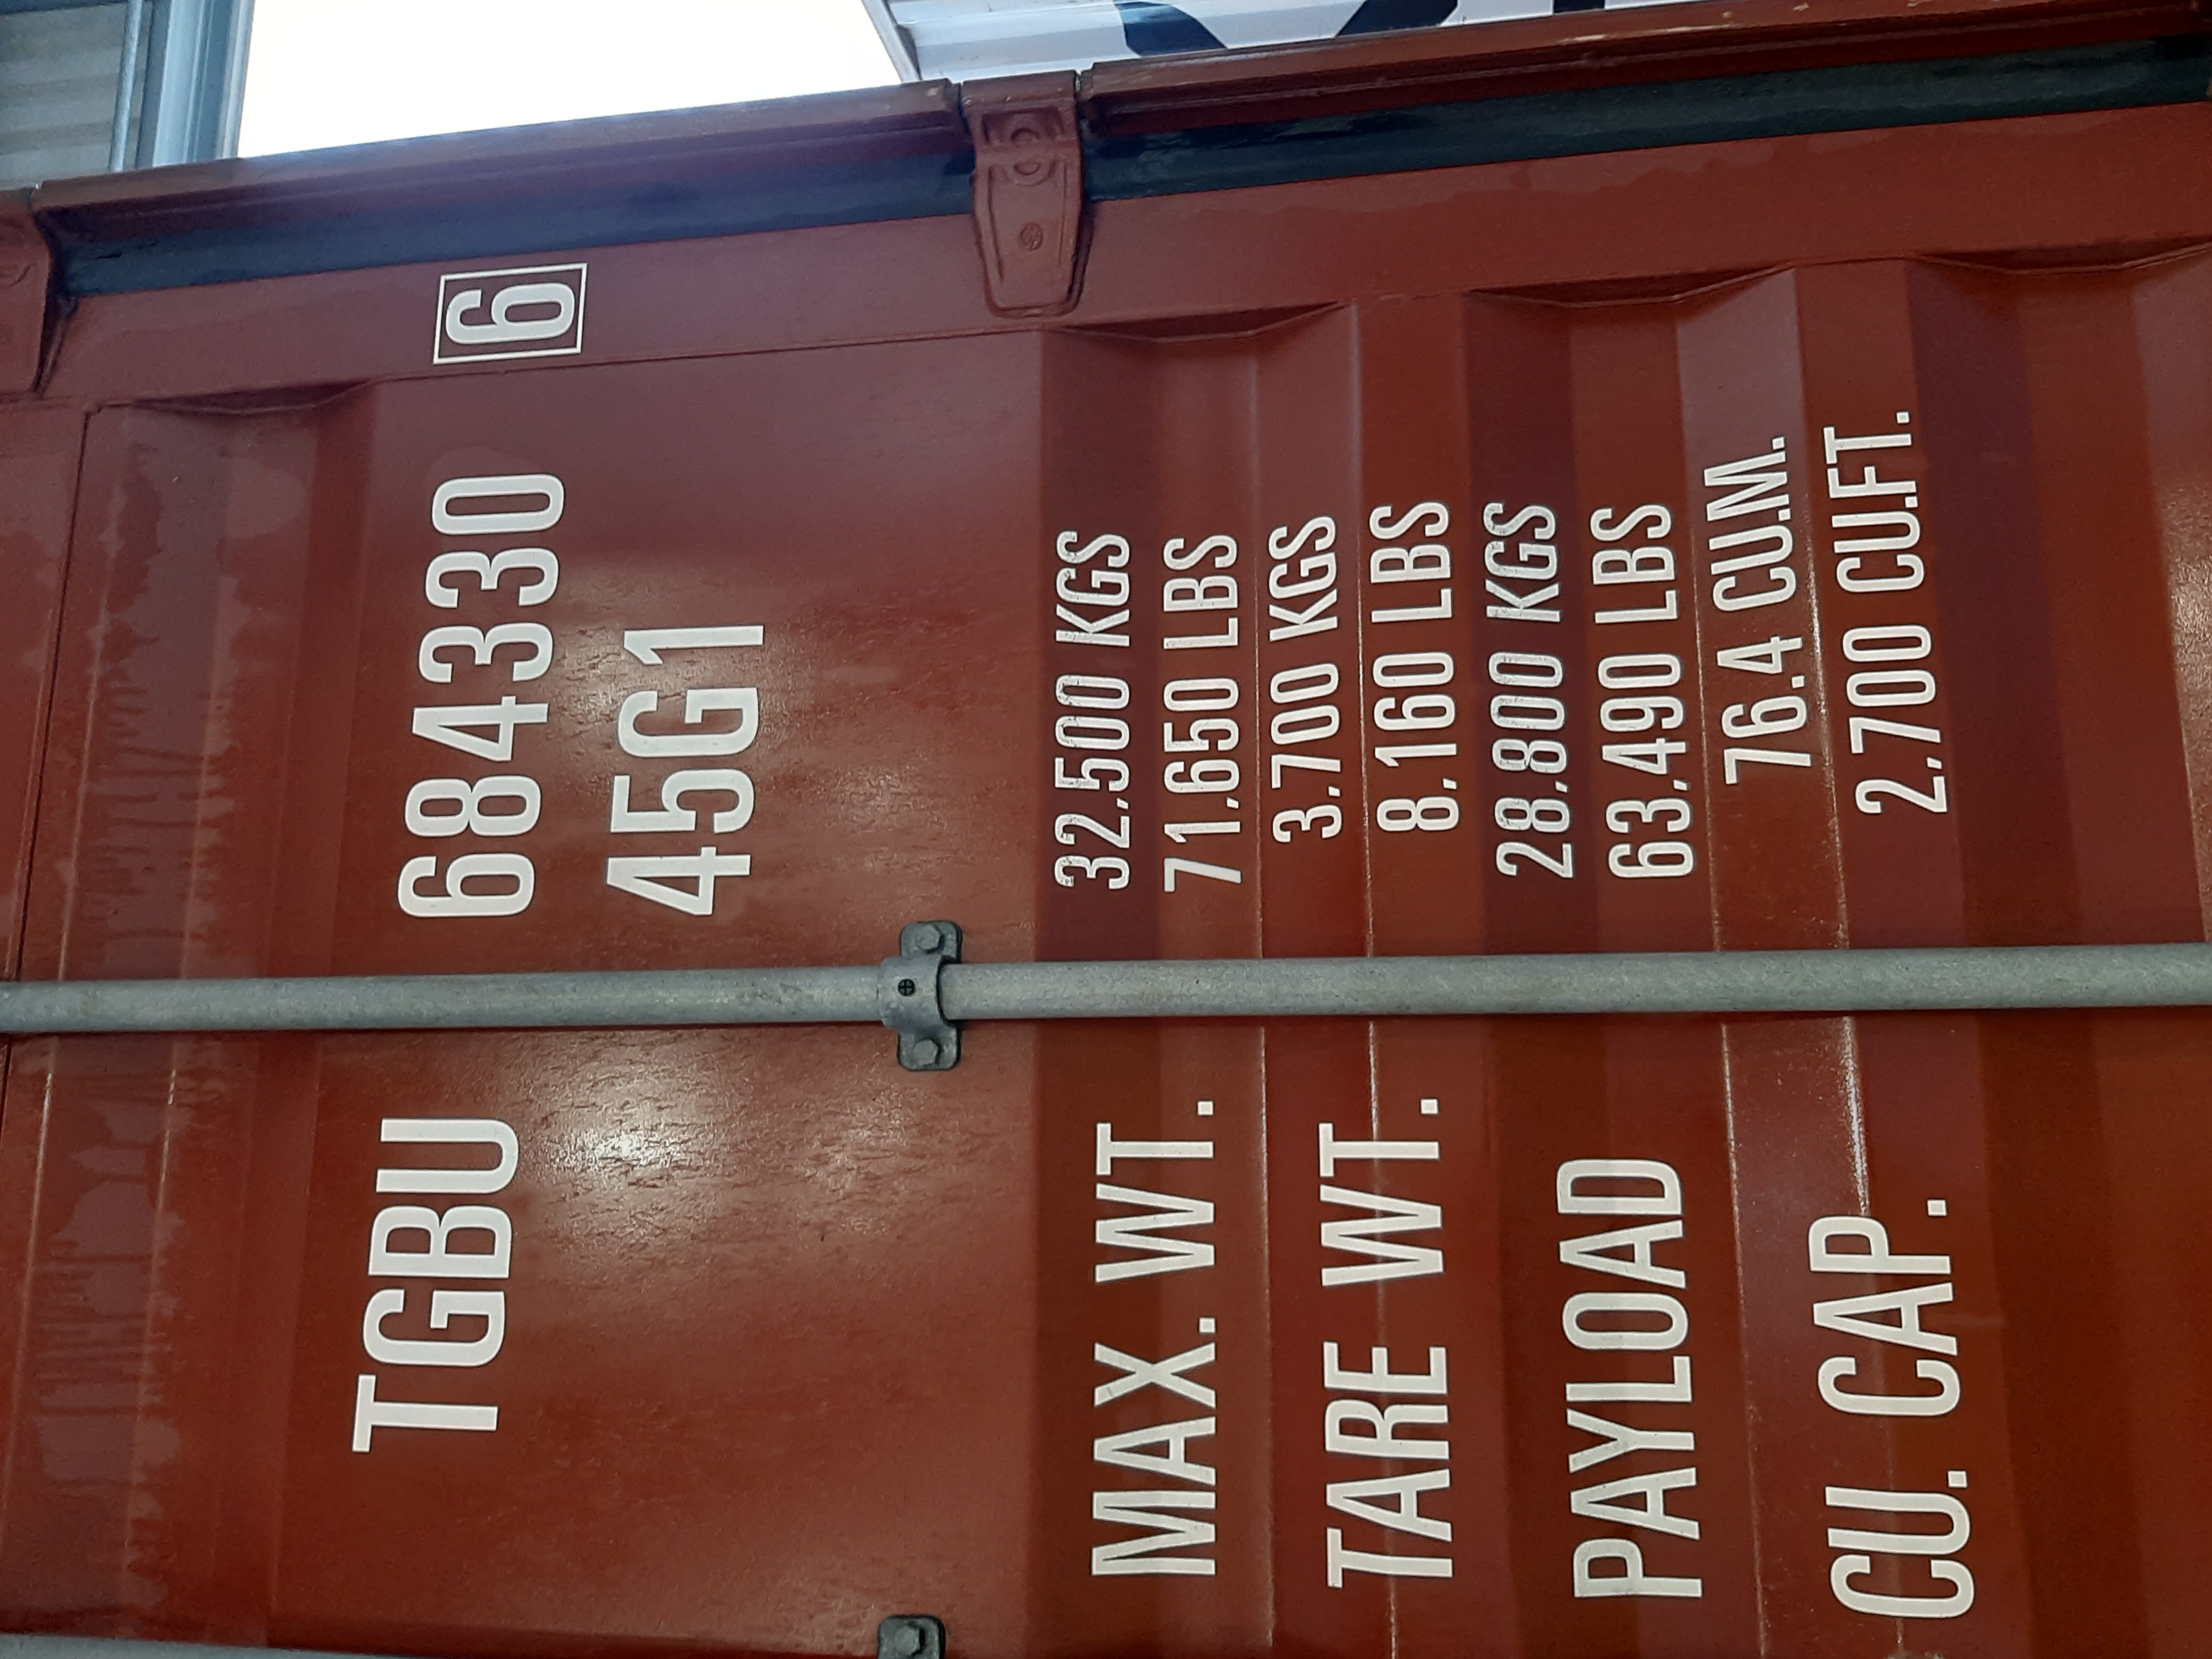 TGBU 684330 6
45G1
MAX. WT. 32.500 KGS
71.650 LBS
TARE WT. 3.700 KGS
8.160 LBS
PAYLOAD 28.800 KGS
63.490 LBS
CU. CAP. 76.4 CU.M.
2.700 CU.FT.